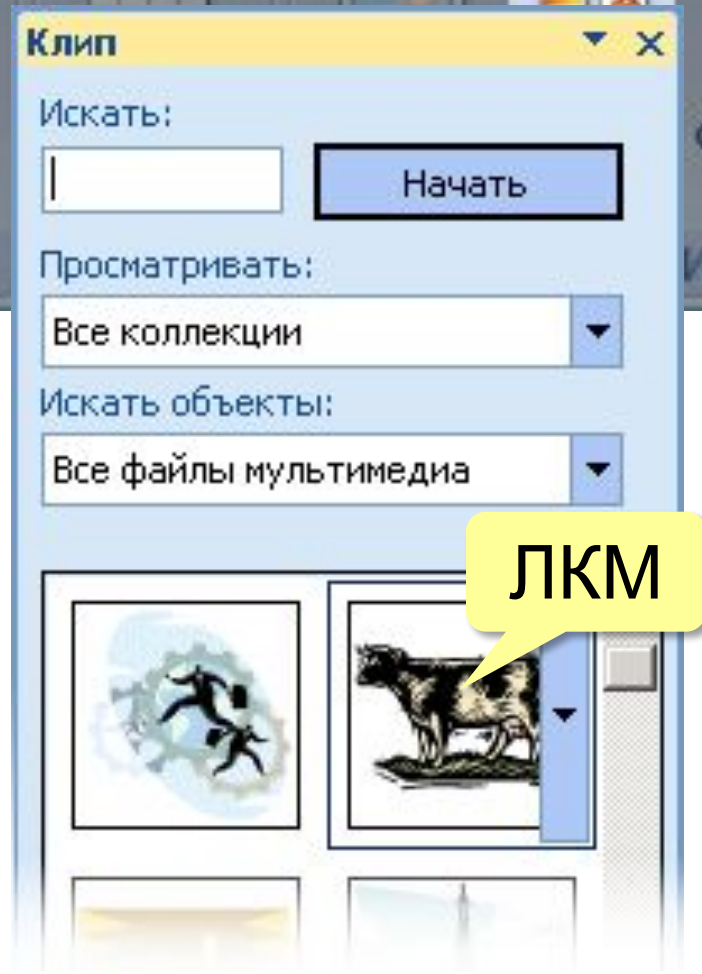 Клип
Искать:
Начать
Просматривать:
Все коллекции
Искать объекты:
Все файлы мультимедиа
ЛКМ